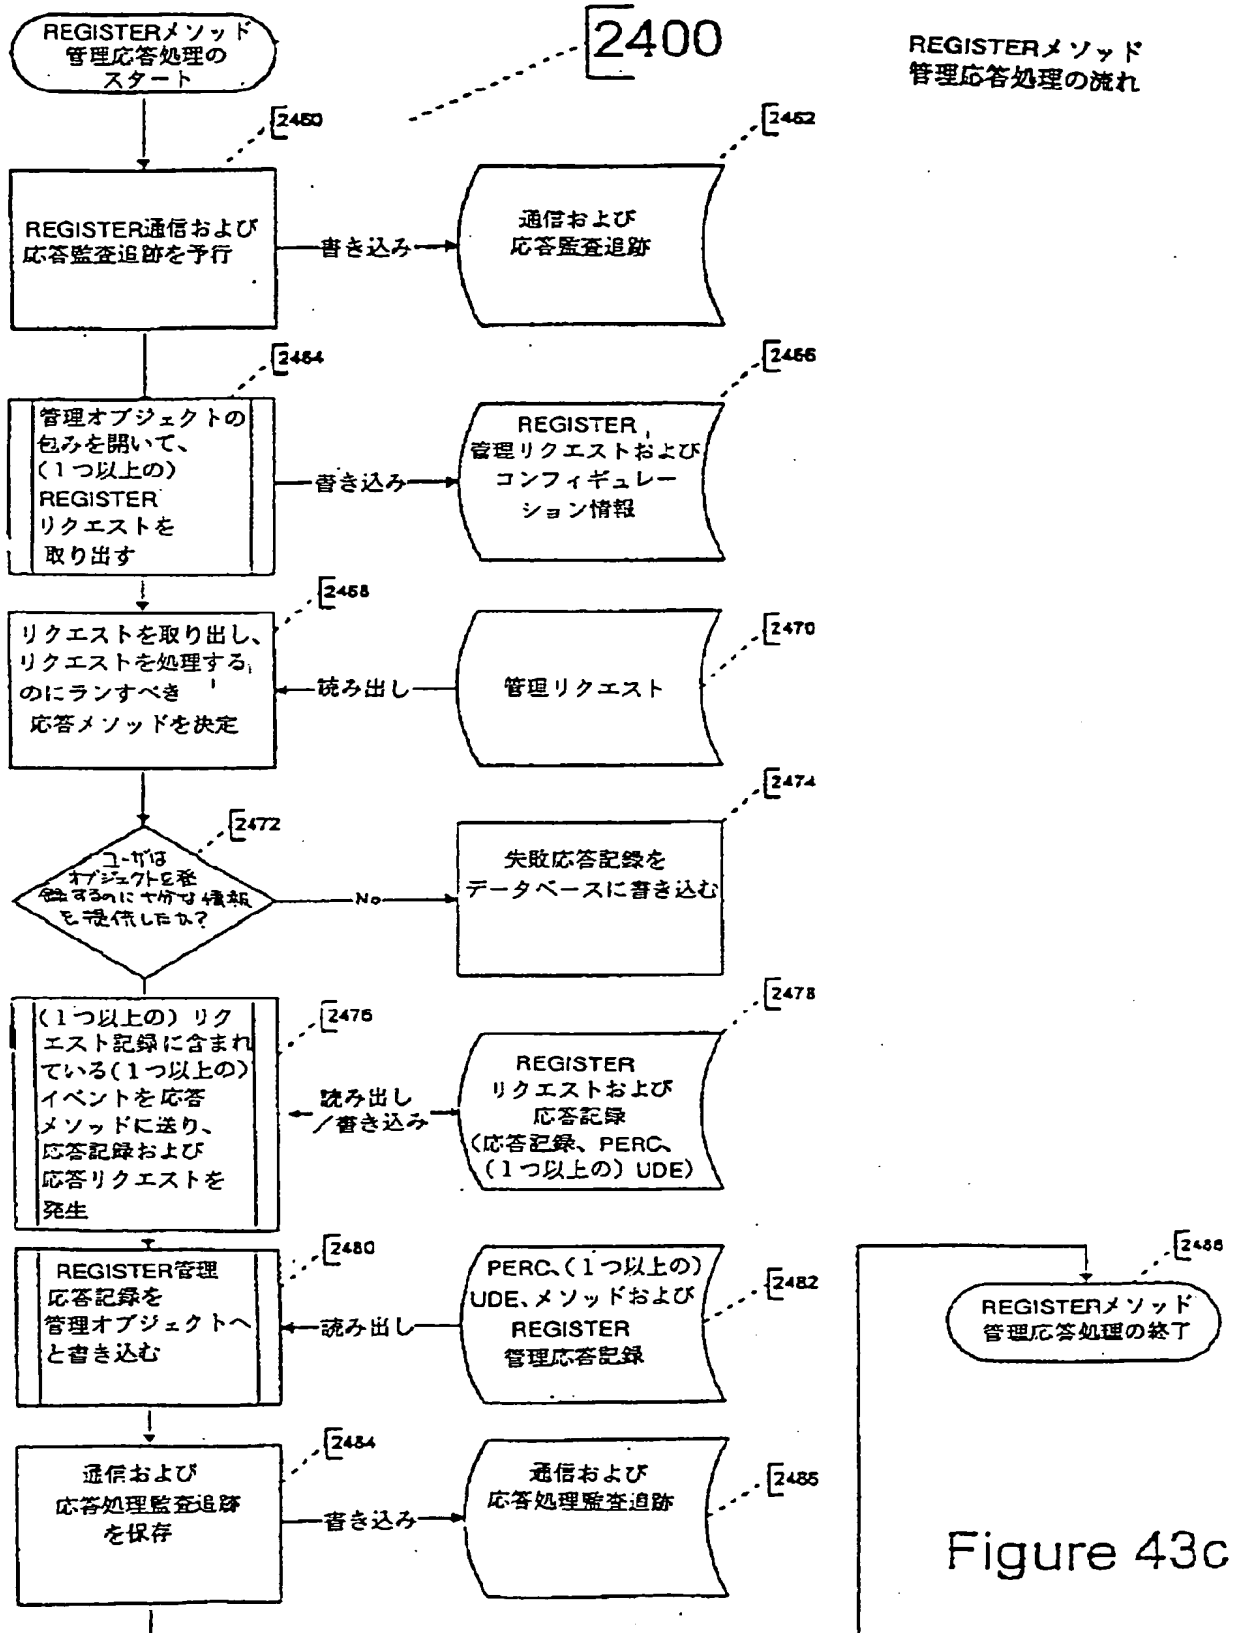 REGISTERメソッド
管理応答処理の
スタート
2400
REGISTERメソッド
管理応答処理の流れ
2460
2462
REGISTER通信および
応答監査追跡を予行
書き込み
通信および
応答監査追跡
2464
2466
管理オブジェクトの
包みを開いて、
(1つ以上の)
REGISTER
リクエストを
取り出す
書き込み
REGISTER
管理リクエストおよび
コンフィギュレー
ション情報
2468
2470
リクエストを取り出し、
リクエストを処理する
のにランすべき
応答メソッドを決定
読み出し
管理リクエスト
2472
2474
ユーザは
オブジェクトを登
録するのに十分な情報
を提供したか?
No
失敗応答記録を
データベースに書き込む
2476
2478
(1つ以上の)リク
エスト記録に含まれ
ている(1つ以上の)
イベントを応答
メソッドに送り、
応答記録および
応答リクエストを
発生
読み出し
/書き込み
REGISTER
リクエストおよび
応答記録
(応答記録、PERC、
(1つ以上の)UDE)
2480
2482
REGISTER管理
応答記録を
管理オブジェクトへ
と書き込む
読み出し
PERC、(1つ以上の)
UDE、メソッドおよび
REGISTER
管理応答記録
2488
REGISTERメソッド
管理応答処理の終了
2484
2486
通信および
応答処理監査追跡
を保存
書き込み
通信および
応答処理監査追跡
Figure 43c